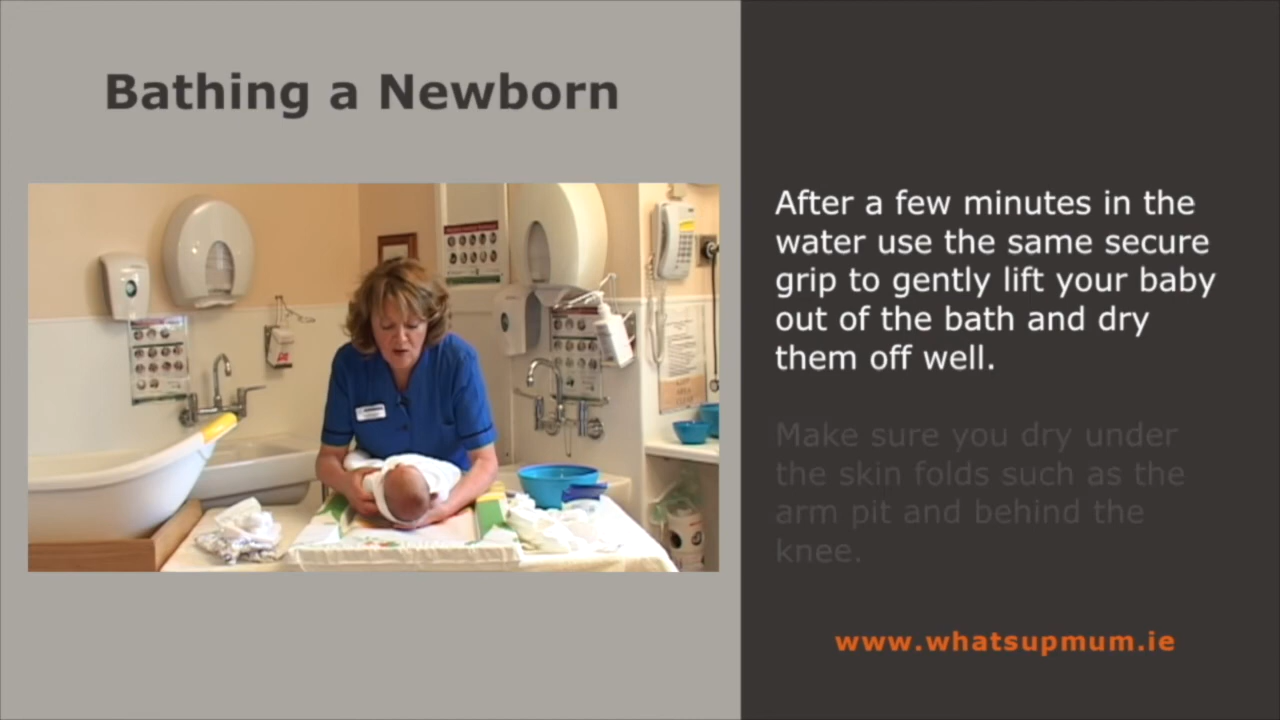 Bathing a Newborn
After a few minutes in the
water use the same secure
grip to gently lift your baby
out of the bath and dry
them off well.
Make sure you dry under
the skin folds such as the
arm pit and behind the
knee.
www.whatsupmum.ie